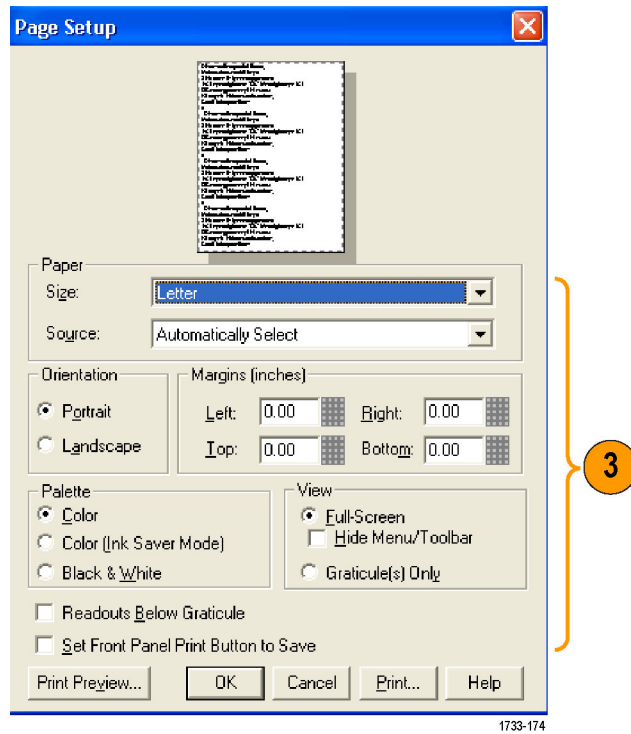 Page Setup
Paper
Size: Letter
Source: Automatically Select
Orientation
Portrait
Landscape
Margins (inches)
Left: 0.00 Right: 0.00
Top: 0.00 Bottom: 0.00
Palette
Color
Color (Ink Saver Mode)
Black & White
View
Full-Screen
Hide Menu/Toolbar
Graticule(s) Only
Readouts Below Graticule
Set Front Panel Print Button to Save
Print Preview... OK Cancel Print... Help
3
1733-174